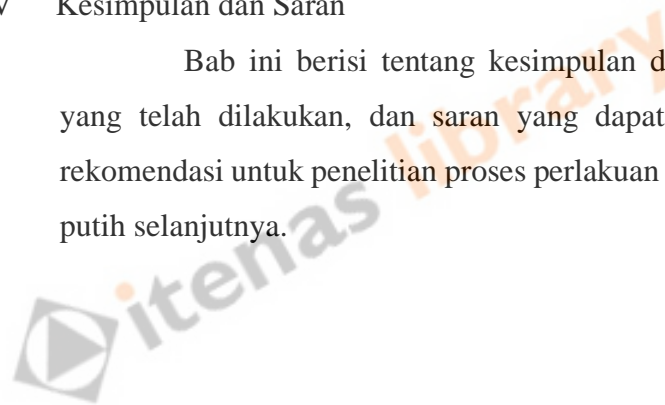 V Kesimpulan dan Saran
Bab ini berisi tentang kesimpulan d
yang telah dilakukan, dan saran yang dapat
rekomendasi untuk penelitian proses perlakuan
putih selanjutnya.
itenas library